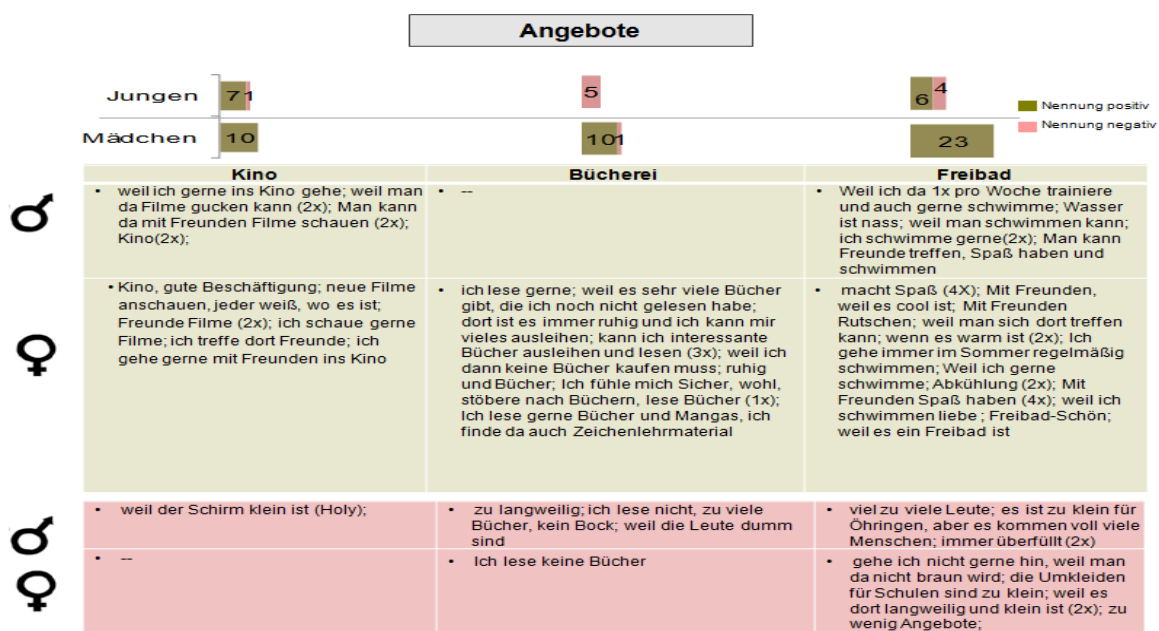 Angebote
Jungen 7 1 5 6 4
Nennung positiv
Nennung negativ
Mädchen 10 10 1 23
Kino Bücherei Freibad
• weil ich gerne ins Kino gehe; weil man
da Filme gucken kann (2x); Man kann
da mit Freunden Filme schauen (2x);
Kino(2x);
• --
• Weil ich da 1x pro Woche trainiere
und auch gerne schwimme; Wasser
ist nass; weil man schwimmen kann;
ich schwimme gerne(2x); Man kann
Freunde treffen, Spaß haben und
schwimmen
• Kino, gute Beschäftigung; neue Filme
anschauen, jeder weiß, wo es ist;
Freunde Filme (2x); ich schaue gerne
Filme; ich treffe dort Freunde; ich
gehe gerne mit Freunden ins Kino
• ich lese gerne; weil es sehr viele Bücher
gibt, die ich noch nicht gelesen habe;
dort ist es immer ruhig und ich kann mir
vieles ausleihen; kann ich interessante
Bücher ausleihen und lesen (3x); weil ich
dann keine Bücher kaufen muss; ruhig
und Bücher; Ich fühle mich Sicher, wohl,
stöbere nach Büchern, lese Bücher (1x);
Ich lese gerne Bücher und Mangas, ich
finde da auch Zeichenlehrmaterial
• macht Spaß (4X); Mit Freunden,
weil es cool ist; Mit Freunden
Rutschen; weil man sich dort treffen
kann; wenn es warm ist (2x); Ich
gehe immer im Sommer regelmäßig
schwimmen; Weil ich gerne
schwimme; Abkühlung (2x); Mit
Freunden Spaß haben (4x); weil ich
schwimmen liebe ; Freibad-Schön;
weil es ein Freibad ist
• weil der Schirm klein ist (Holy);
• zu langweilig; ich lese nicht, zu viele
Bücher, kein Bock; weil die Leute dumm
sind
• viel zu viele Leute; es ist zu klein für
Öhringen, aber es kommen voll viele
Menschen; immer überfüllt (2x)
• --
• Ich lese keine Bücher
• gehe ich nicht gerne hin, weil man
da nicht braun wird; die Umkleiden
für Schulen sind zu klein; weil es
dort langweilig und klein ist (2x); zu
wenig Angebote;